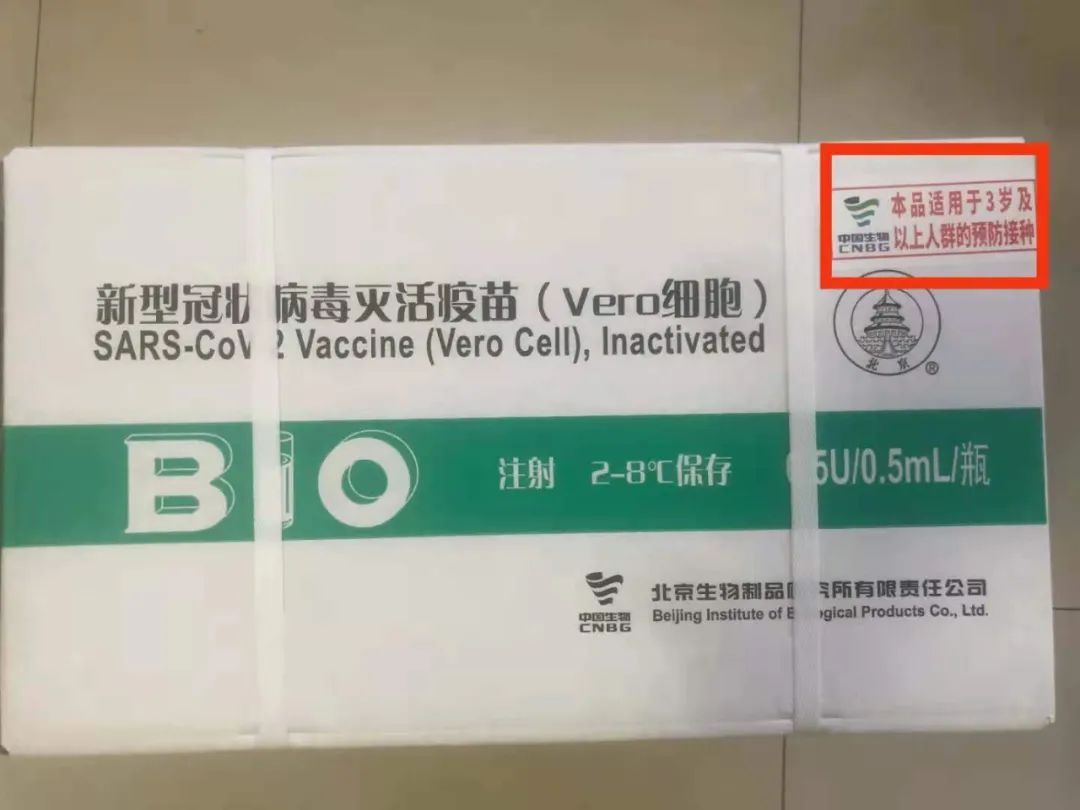 本品适用于3岁及
以上人群的预防接种
中国生物
CNBG
新型冠状病毒灭活疫苗（Vero细胞）
SARS-CoV 2 Vaccine (Vero Cell), Inactivated
北京
®
BIO
注射 2-8℃保存 5U/0.5mL/瓶
中国生物
CNBG
北京生物制品 究所有限责任公司
Beijing Institute of Products Co., Ltd.